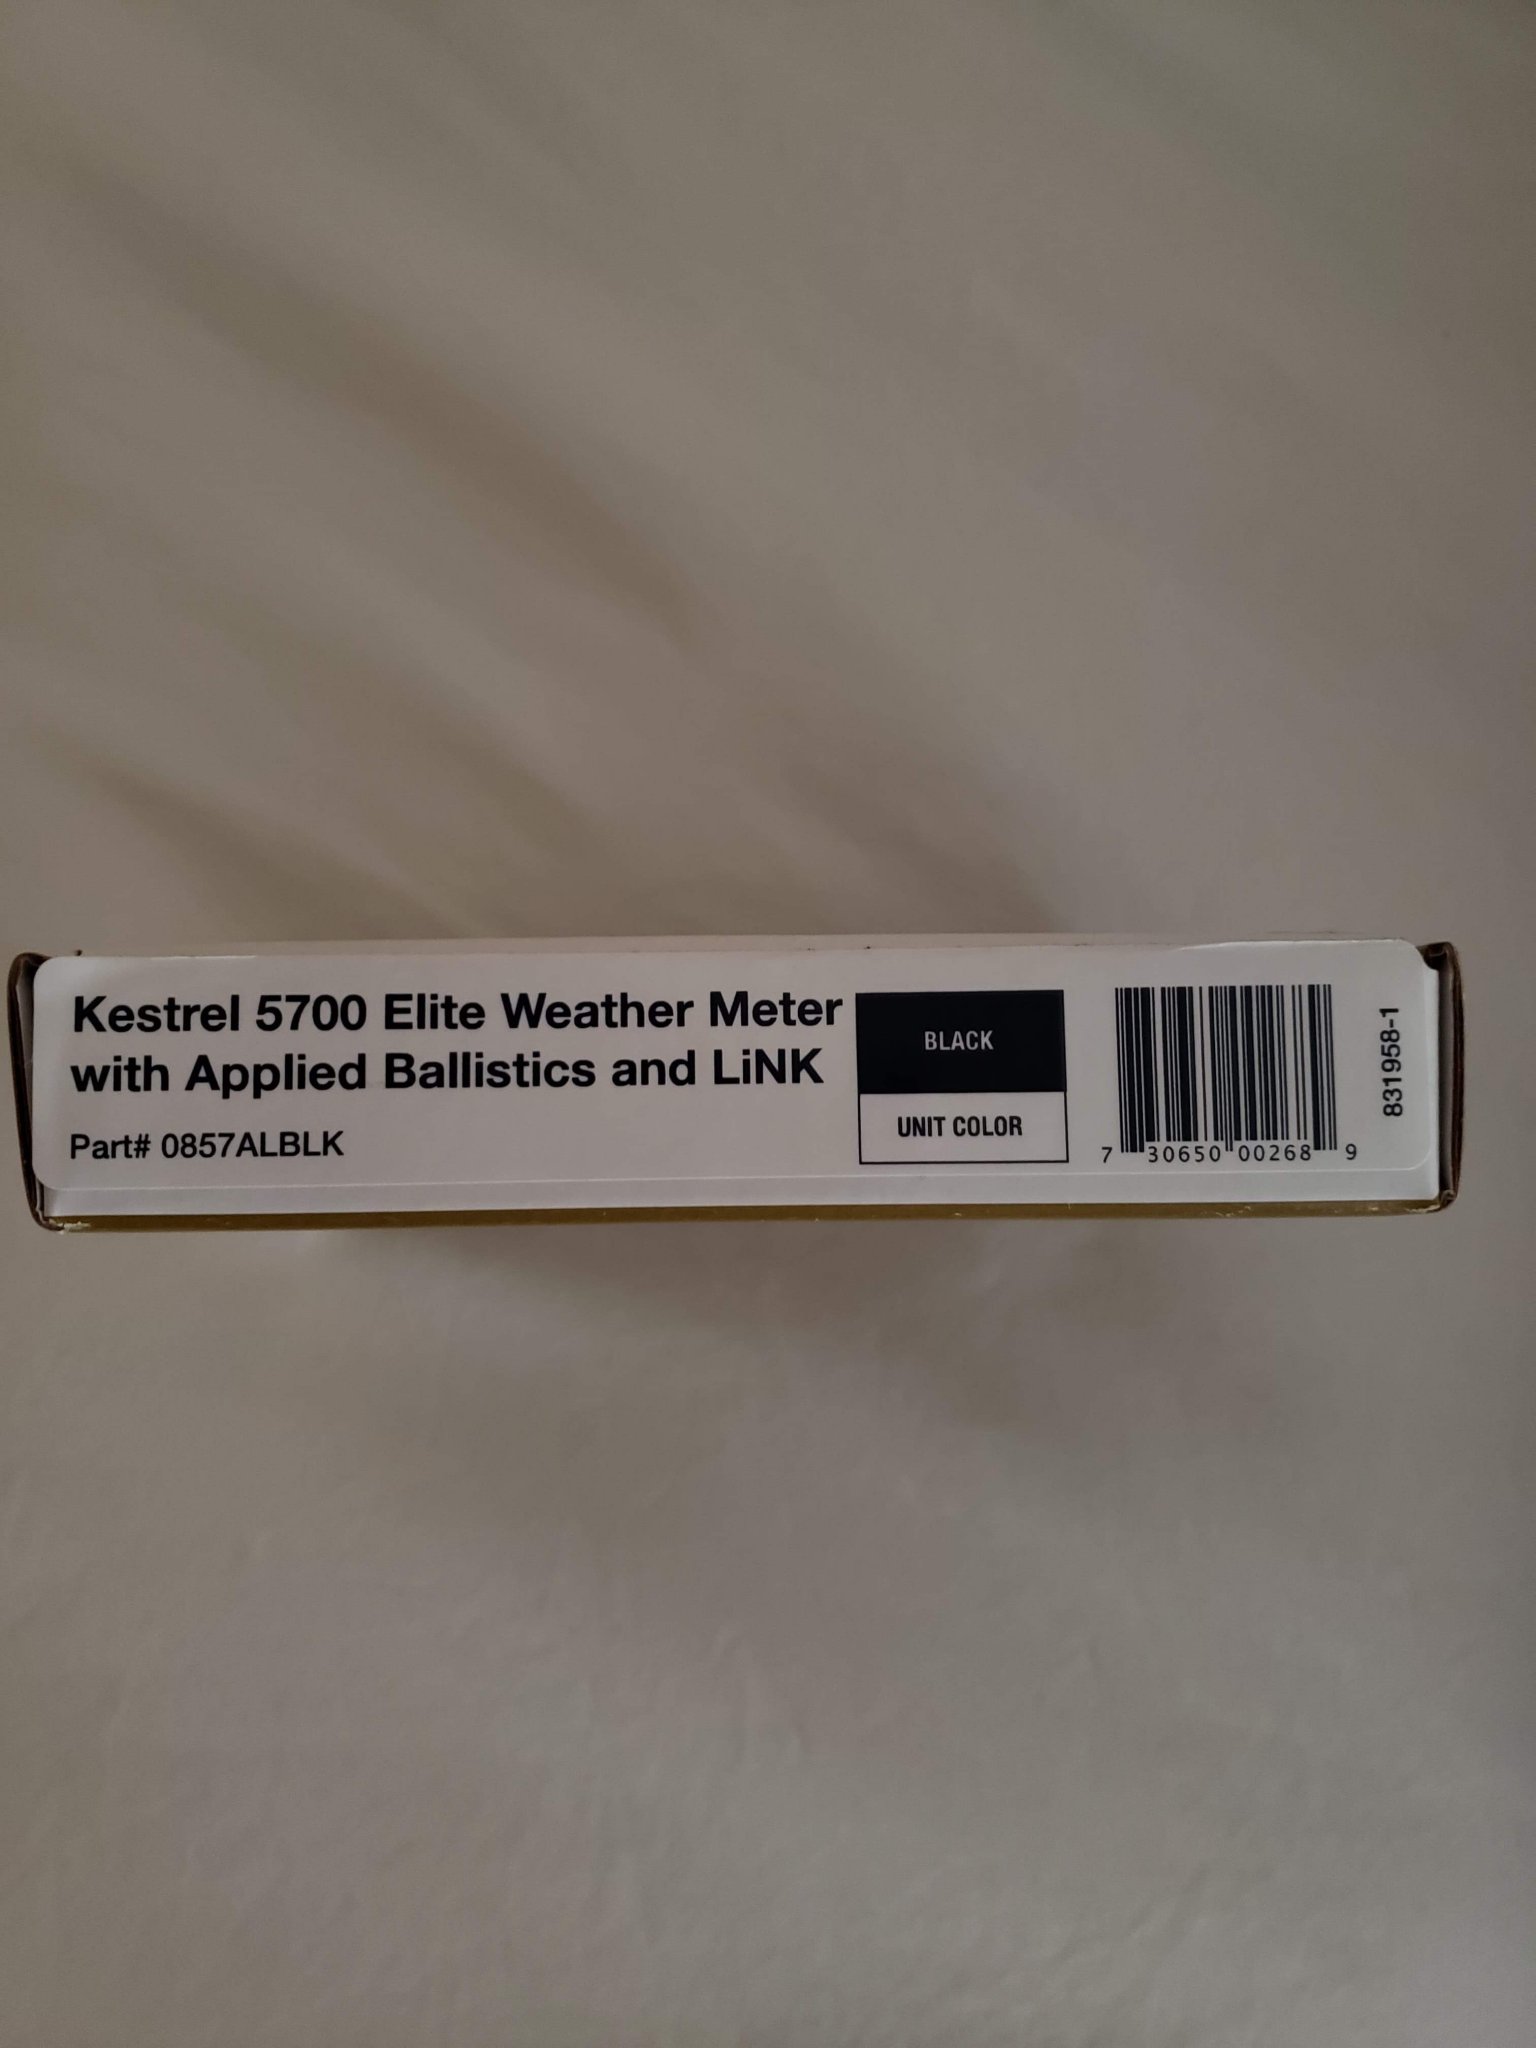 Kestrel 5700 Elite Weather Meter
with Applied Ballistics and LiNK
Part# 0857ALBLK
BLACK
UNIT COLOR
7 30650 00268 9
831958-1